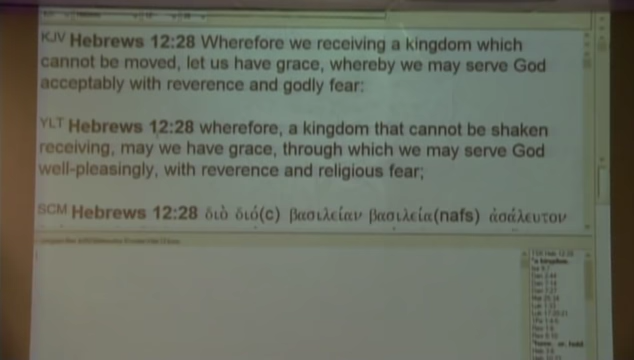 KJV Hebrews 12:28 Wherefore we receiving a kingdom which
cannot be moved, let us have grace, whereby we may serve God
acceptably with reverence and godly fear:
YLT Hebrews 12:28 wherefore, a kingdom that cannot be shaken
receiving, may we have grace, through which we may serve God
well-pleasingly, with reverence and religious fear;
SCM Hebrews 12:28 διὸ διό(c) βασιλείαν βασιλεία(nafs) ἀσάλευτον